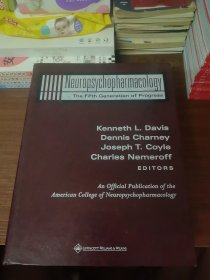 Neuropsychopharmacology
The Fifth Generation of Progress
Kenneth L. Davis
Dennis Charney
Joseph T. Coyle
Charles Nemeroff
EDITORS
An Official Publication of the
American College of Neuropsychopharmacology
LIPPINCOTT WILLIAMS & WILKINS